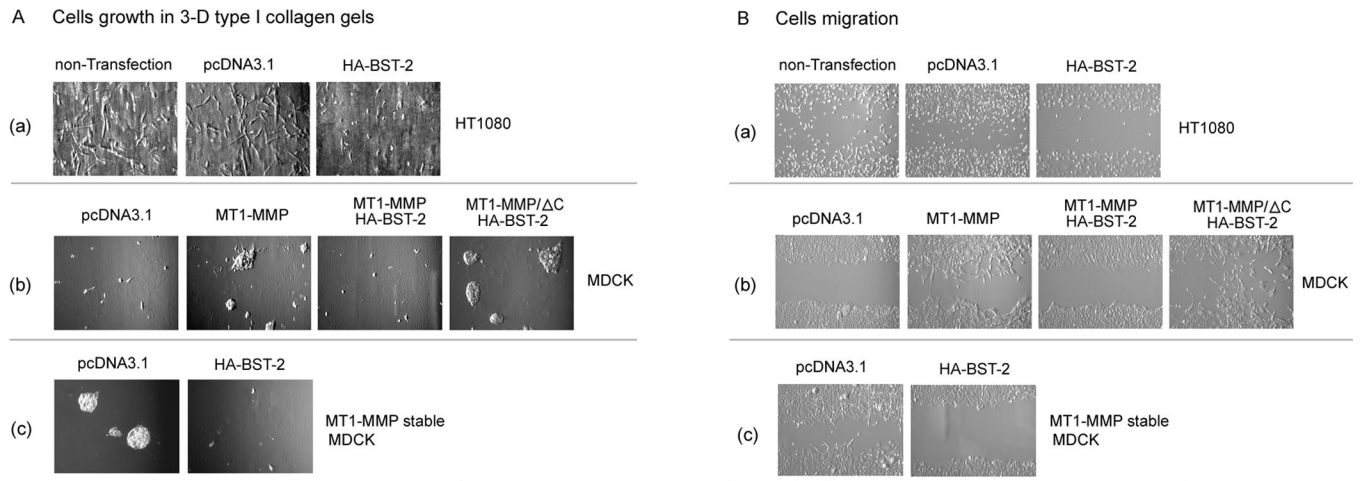 A Cells growth in 3-D type I collagen gels
non-Transfection pcDNA3.1 HA-BST-2
(a) HT1080
pcDNA3.1 MT1-MMP MT1-MMP HA-BST-2 MT1-MMP/△C HA-BST-2
(b) MDCK
pcDNA3.1 HA-BST-2
(c) MT1-MMP stable
MDCK
B Cells migration
non-Transfection pcDNA3.1 HA-BST-2
(a) HT1080
pcDNA3.1 MT1-MMP MT1-MMP HA-BST-2 MT1-MMP/△C HA-BST-2
(b) MDCK
pcDNA3.1 HA-BST-2
(c) MT1-MMP stable
MDCK